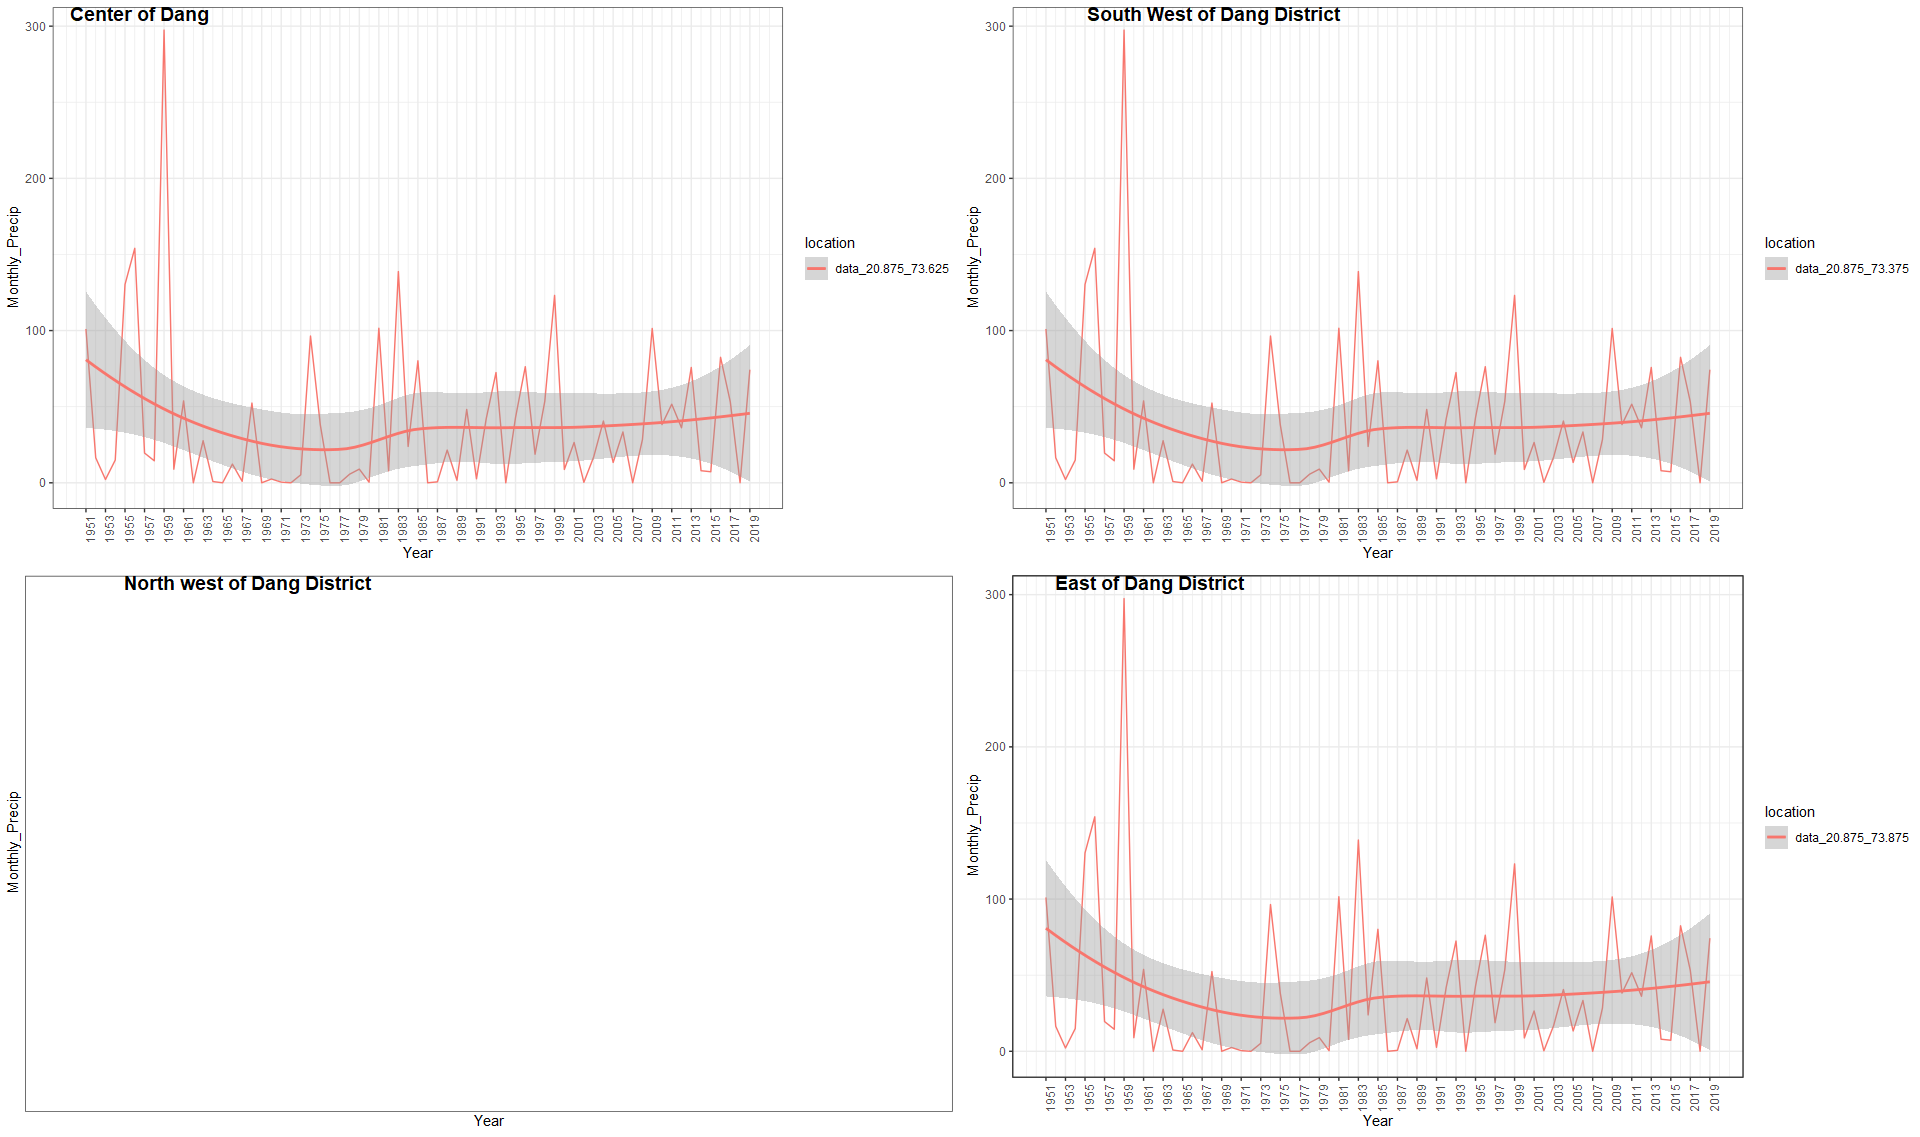 Center of Dang
300
200
100
0
Monthly_Precip
1951 1953 1955 1957 1959 1961 1963 1965 1967 1969 1971 1973 1975 1977 1979 1981 1983 1985 1987 1989 1991 1993 1995 1997 1999 2001 2003 2005 2007 2009 2011 2013 2015 2017 2019
Year
location
data_20.875_73.625
South West of Dang District
300
200
100
0
Monthly_Precip
1951 1953 1955 1957 1959 1961 1963 1965 1967 1969 1971 1973 1975 1977 1979 1981 1983 1985 1987 1989 1991 1993 1995 1997 1999 2001 2003 2005 2007 2009 2011 2013 2015 2017 2019
Year
location
data_20.875_73.375
North west of Dang District
Monthly_Precip
Year
East of Dang District
300
200
100
0
Monthly_Precip
1951 1953 1955 1957 1959 1961 1963 1965 1967 1969 1971 1973 1975 1977 1979 1981 1983 1985 1987 1989 1991 1993 1995 1997 1999 2001 2003 2005 2007 2009 2011 2013 2015 2017 2019
Year
location
data_20.875_73.875